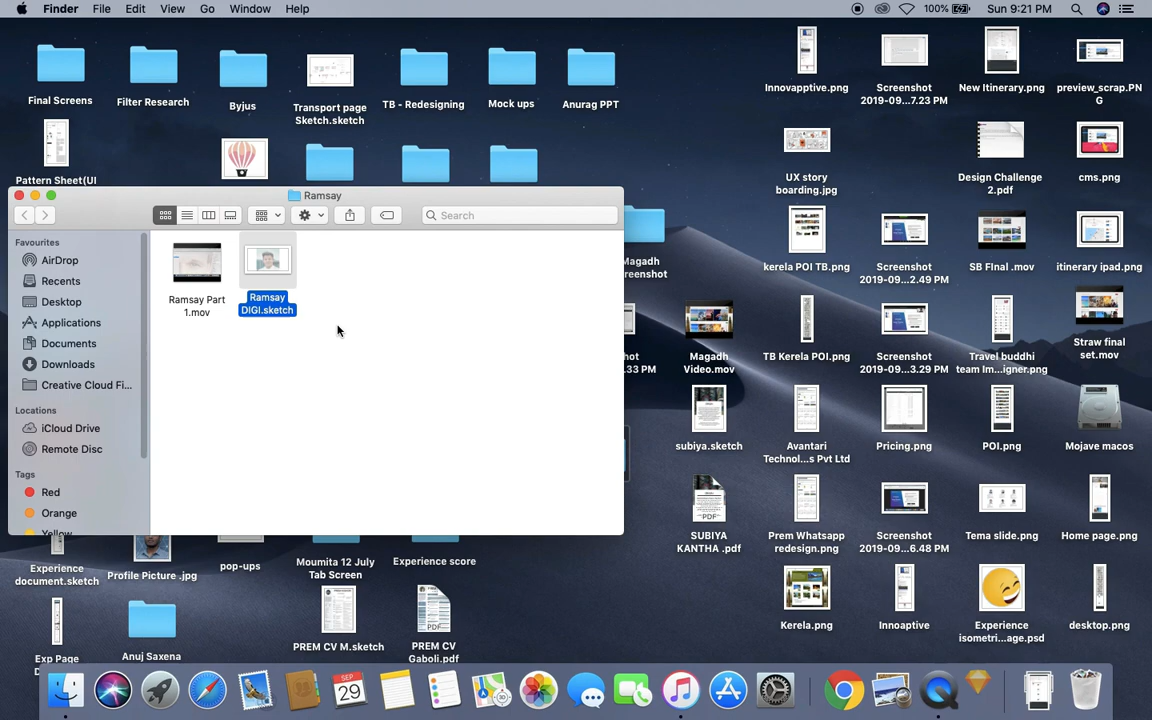 Finder File Edit View Go Window Help
100% Sun 9:21 PM
Final Screens
Filter Research
Byjus
Transport page
Sketch.sketch
TB - Redesigning
Mock ups
Anurag PPT
Innovapptive.png
Screenshot
2019-09...7.23 PM
New Itinerary.png
preview_scrap.PN
G
Pattern Sheet(UI
UX story
boarding.jpg
Design Challenge
2.pdf
cms.png
Ramsay
Search
Favourites
AirDrop
Recents
Desktop
Applications
Documents
Downloads
Creative Cloud Fi...
Locations
iCloud Drive
Remote Disc
Tags
Red
Orange
Yellow
Ramsay Part
1.mov
Ramsay
DIGI.sketch
Magadh
reenshot
kerela POI TB.png
Screenshot
2019-09...2.49 PM
SB FInal .mov
itinerary ipad.png
hot
.33 PM
Magadh
Video.mov
TB Kerela POI.png
Screenshot
2019-09...3.29 PM
Travel buddhi
team Im...igner.png
Straw final
set.mov
subiya.sketch
Avantari
Technol...s Pvt Ltd
Pricing.png
POI.png
Mojave macos
PDF
SUBIYA
KANTHA .pdf
Prem Whatsapp
redesign.png
Screenshot
2019-09...6.48 PM
Tema slide.png
Home page.png
Experience
document.sketch
Profile Picture .jpg
pop-ups
Moumita 12 July
Tab Screen
Experience score
Kerela.png
Innoaptive
Experience
isometri...age.psd
desktop.png
Exp Page
Anuj Saxena
PREM CV M.sketch
PDF
PREM CV
Gaboli.pdf
SEP
29